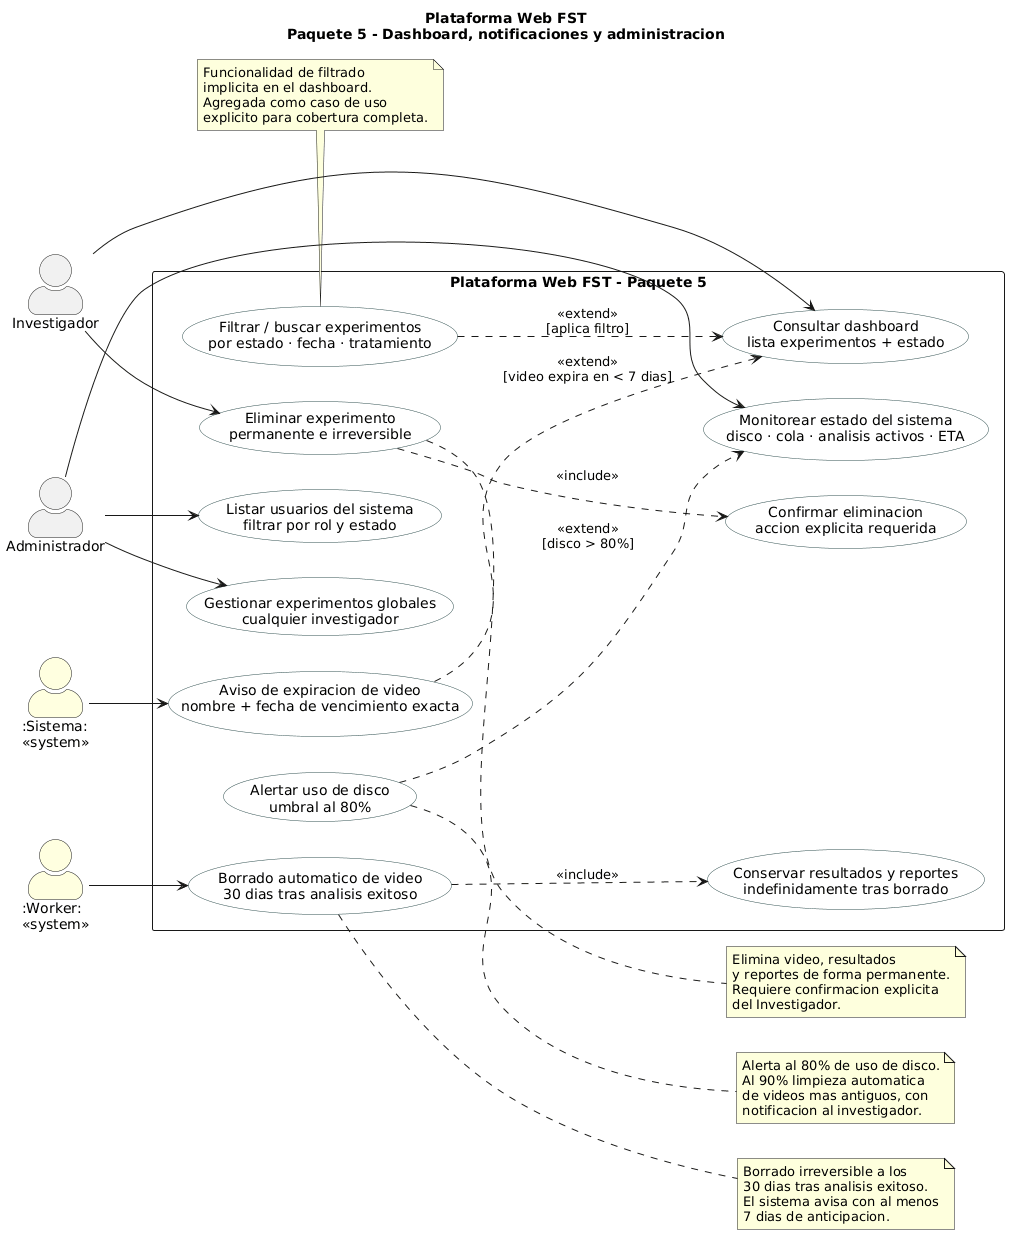 Plataforma Web FST
Paquete 5 - Dashboard, notificaciones y administracion
Funcionalidad de filtrado
implicita en el dashboard.
Agregada como caso de uso
explicito para cobertura completa.
Plataforma Web FST - Paquete 5
Investigador
Filtrar / buscar experimentos
por estado · fecha · tratamiento
«extend»
[aplica filtro]
Consultar dashboard
lista experimentos + estado
«extend»
[video expira en < 7 dias]
Eliminar experimento
permanente e irreversible
Monitorear estado del sistema
disco · cola · analisis activos · ETA
«include»
Listar usuarios del sistema
filtrar por rol y estado
Confirmar eliminacion
accion explicita requerida
«extend»
[disco > 80%]
Administrador
Gestionar experimentos globales
cualquier investigador
Aviso de expiracion de video
nombre + fecha de vencimiento exacta
:Sistema:
«system»
Alertar uso de disco
umbral al 80%
Borrado automatico de video
30 dias tras analisis exitoso
«include»
Conservar resultados y reportes
indefinidamente tras borrado
:Worker:
«system»
Elimina video, resultados
y reportes de forma permanente.
Requiere confirmacion explicita
del Investigador.
Alerta al 80% de uso de disco.
Al 90% limpieza automatica
de videos mas antiguos, con
notificacion al investigador.
Borrado irreversible a los
30 dias tras analisis exitoso.
El sistema avisa con al menos
7 dias de anticipacion.